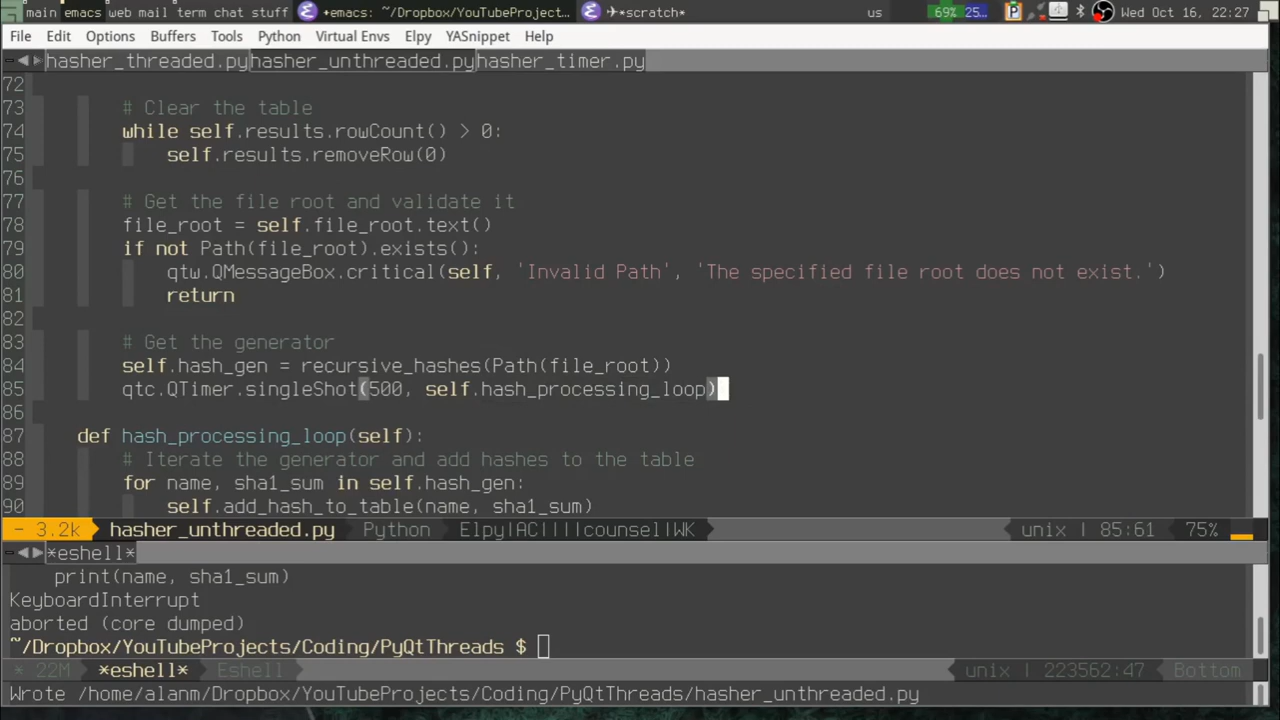 main emacs web mail term chat stuff +emacs: ~/Dropbox/YouTubeProject... *scratch* us 69% 25... Wed Oct 16, 22:27
File Edit Options Buffers Tools Python Virtual Envs Elpy YASnippet Help
hasher_threaded.py hasher_unthreaded.py hasher_timer.py
72
73 # Clear the table
74 while self.results.rowCount() > 0:
75 self.results.removeRow(0)
76
77 # Get the file root and validate it
78 file_root = self.file_root.text()
79 if not Path(file_root).exists():
80 qtw.QMessageBox.critical(self, 'Invalid Path', 'The specified file root does not exist.')
81 return
82
83 # Get the generator
84 self.hash_gen = recursive_hashes(Path(file_root))
85 qtc.QTimer.singleShot(500, self.hash_processing_loop)
86
87 def hash_processing_loop(self):
88 # Iterate the generator and add hashes to the table
89 for name, sha1_sum in self.hash_gen:
90 self.add_hash_to_table(name, sha1_sum)
- 3.2k hasher_unthreaded.py Python Elpy|AC||||counsel|WK unix | 85:61 75%
*eshell*
print(name, sha1_sum)
KeyboardInterrupt
aborted (core dumped)
~/Dropbox/YouTubeProjects/Coding/PyQtThreads $
* 22M *eshell* Eshell unix | 223562:47 Bottom
Wrote /home/alanm/Dropbox/YouTubeProjects/Coding/PyQtThreads/hasher_unthreaded.py